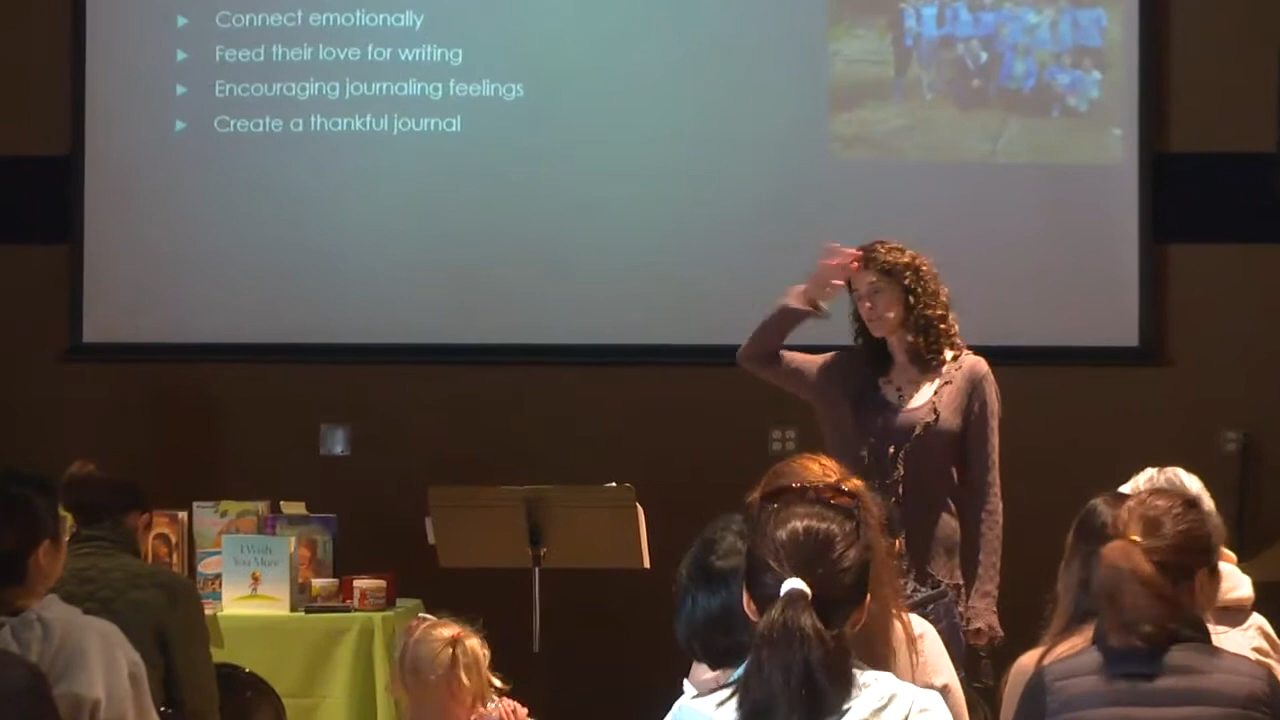 Connect emotionally
Feed their love for writing
Encouraging journaling feelings
Create a thankful journal
I Wish
You More